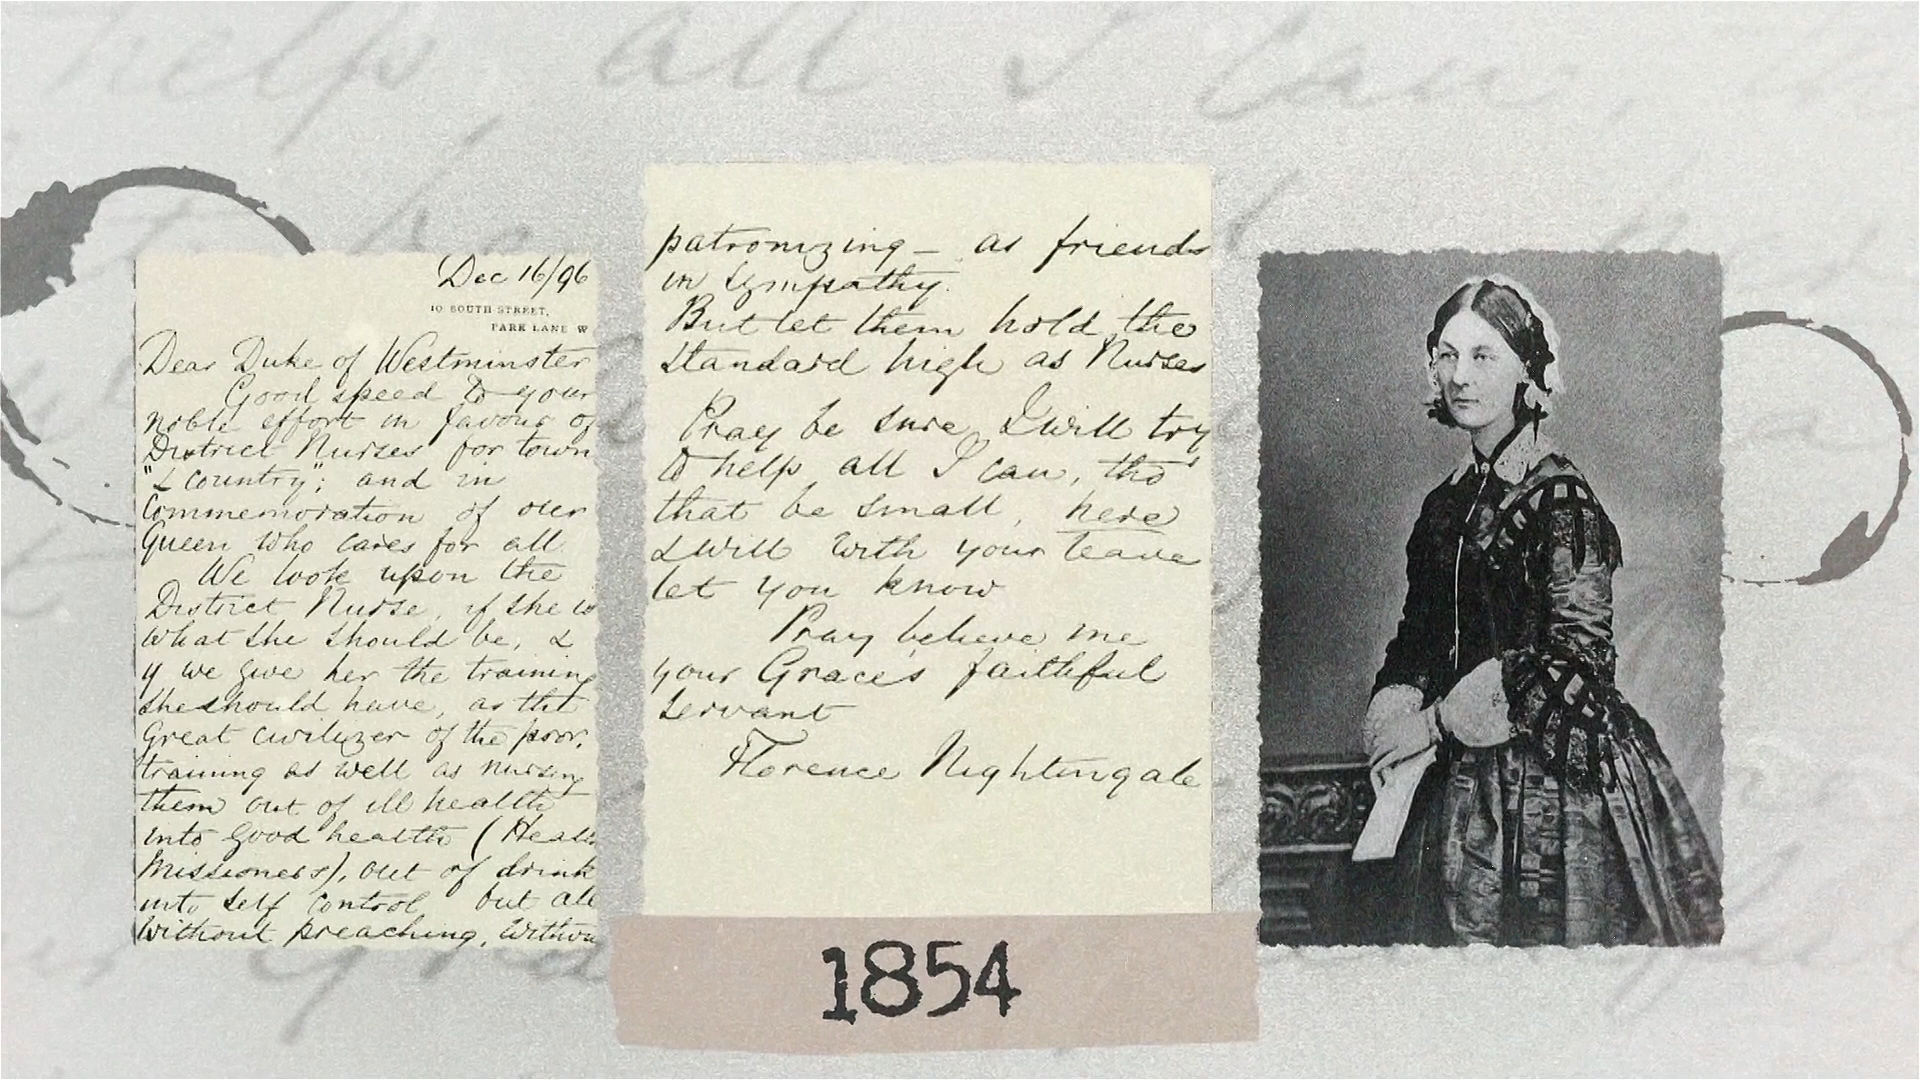 Dec 16/96
10 SOUTH STREET,
PARK LANE W
Dear Duke of Westminster
Good speed to your
noble effort in favour of
District Nurses for town
"& country"; and in
Commemoration of our
Queen who cares for all
We look upon the
District Nurse, if she is
what she should be, &
if we give her the training
she should have, as the
Great civilizer of the poor,
training as well as nursing
them out of ill health
into good health (Health
Missioners), out of drink
into self control but all
without preaching, without
patronizing - as friends
in sympathy.
But let them hold the
Standard high as Nurses
Pray be sure I will try
to help all I can, tho'
that be small, here
I will with your leave
let you know
Pray believe me
your Grace's faithful
servant
Florence Nightingale
1854
help all I can,